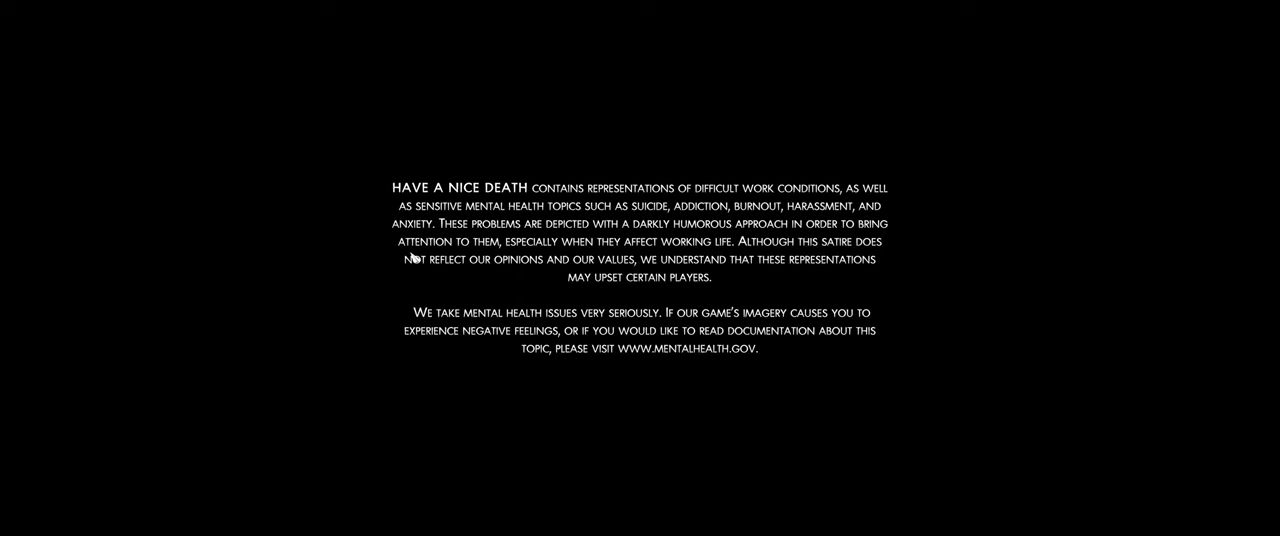 HAVE A NICE DEATH CONTAINS REPRESENTATIONS OF DIFFICULT WORK CONDITIONS, AS WELL
AS SENSITIVE MENTAL HEALTH TOPICS SUCH AS SUICIDE, ADDICTION, BURNOUT, HARASSMENT, AND
ANXIETY. THESE PROBLEMS ARE DEPICTED WITH A DARKLY HUMOROUS APPROACH IN ORDER TO BRING
ATTENTION TO THEM, ESPECIALLY WHEN THEY AFFECT WORKING LIFE. ALTHOUGH THIS SATIRE DOES
NOT REFLECT OUR OPINIONS AND OUR VALUES, WE UNDERSTAND THAT THESE REPRESENTATIONS
MAY UPSET CERTAIN PLAYERS.
WE TAKE MENTAL HEALTH ISSUES VERY SERIOUSLY. IF OUR GAME'S IMAGERY CAUSES YOU TO
EXPERIENCE NEGATIVE FEELINGS, OR IF YOU WOULD LIKE TO READ DOCUMENTATION ABOUT THIS
TOPIC, PLEASE VISIT WWW.MENTALHEALTH.GOV.